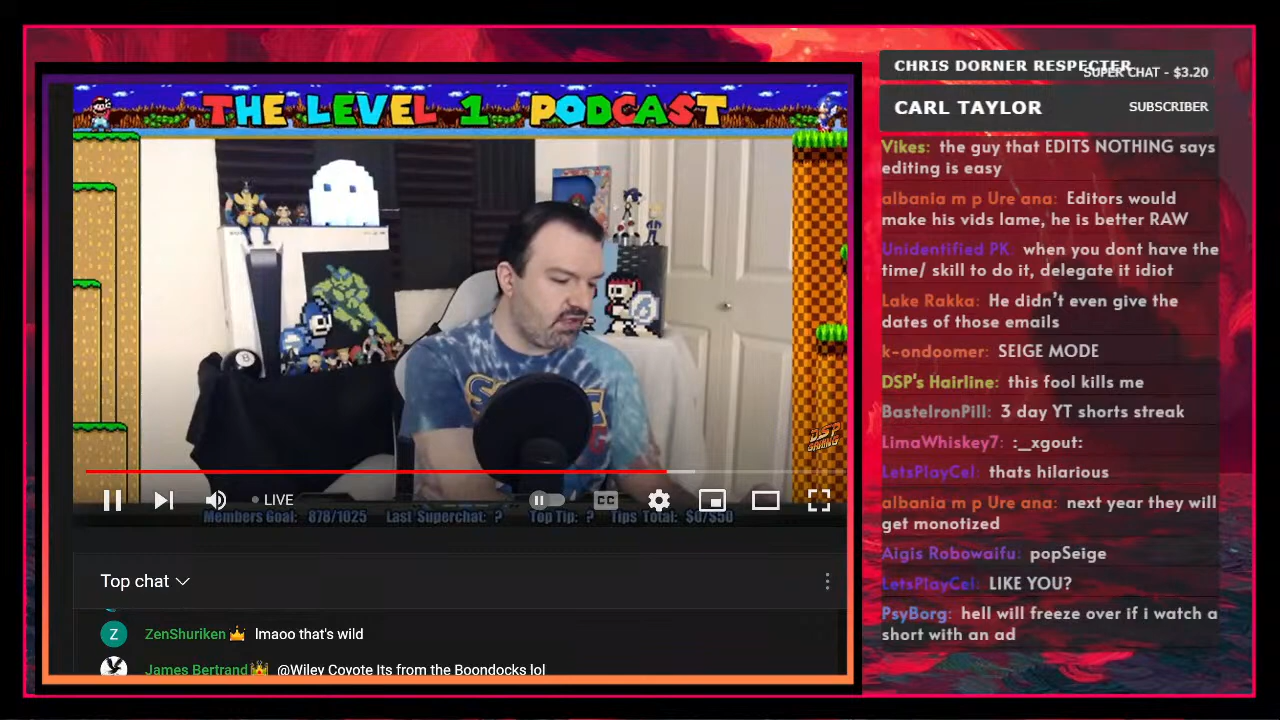 THE LEVEL 1 PODCAST
8
DSP
GAMING
LIVE
CC
Members Goal: 878/1025 Last Superchat: ? Top Tip: ? Tips Total: $0/$50
Top chat
Z ZenShuriken lmaoo that's wild
James Bertrand @Wiley Coyote Its from the Boondocks lol
CHRIS DORNER RESPECTER
SUPER CHAT - $3.20
CARL TAYLOR SUBSCRIBER
Vikes: the guy that EDITS NOTHING says
editing is easy
albania m p Ure ana: Editors would
make his vids lame, he is better RAW
Unidentified PK: when you dont have the
time/ skill to do it, delegate it idiot
Lake Rakka: He didn't even give the
dates of those emails
k-ondoomer: SEIGE MODE
DSP's Hairline: this fool kills me
BasteIronPill: 3 day YT shorts streak
LimaWhiskey7: :__xgout:
LetsPlayCel: thats hilarious
albania m p Ure ana: next year they will
get monotized
Aigis Robowaifu: popSeige
LetsPlayCel: LIKE YOU?
PsyBorg: hell will freeze over if i watch a
short with an ad